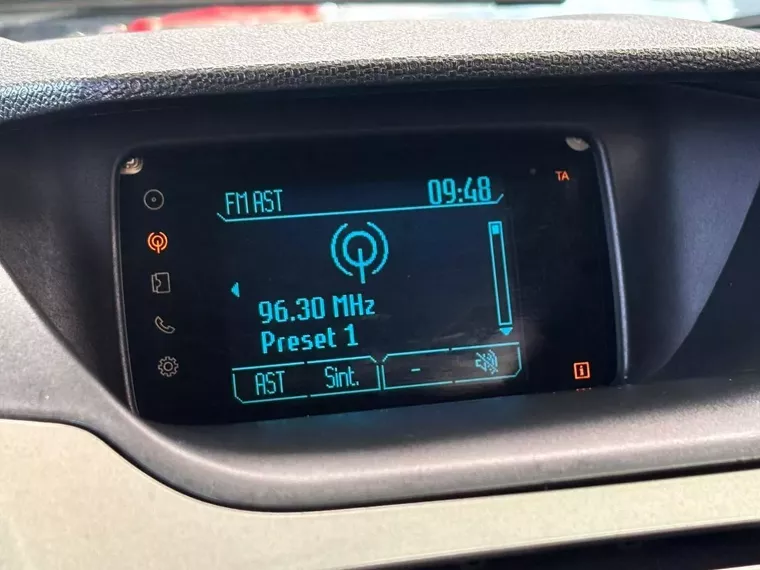 FM AST 09:48
TA
96.30 MHz
Preset 1
AST Sint. -
i